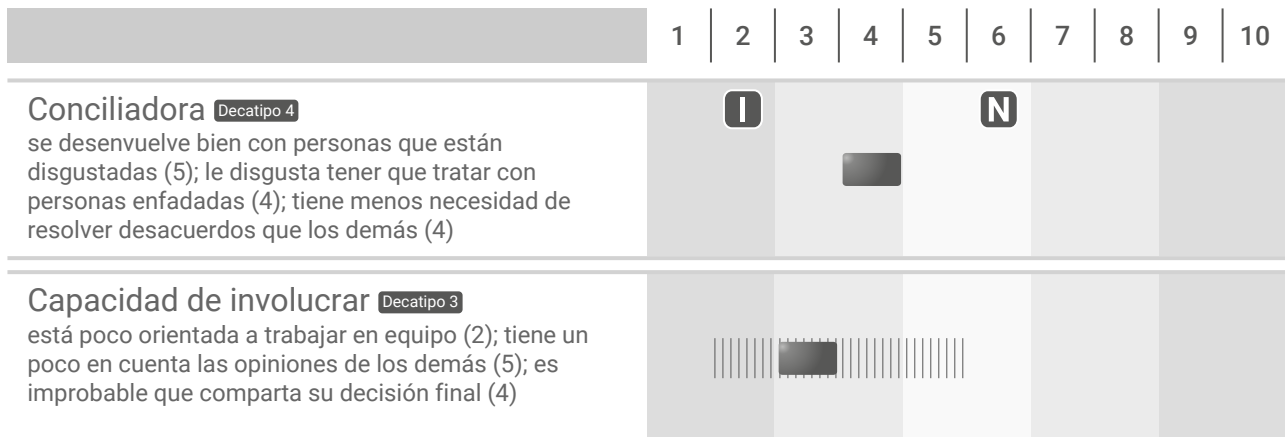 1 2 3 4 5 6 7 8 9 10
Conciliadora Decatipo 4
I N
se desenvuelve bien con personas que están
disgustadas (5); le disgusta tener que tratar con
personas enfadadas (4); tiene menos necesidad de
resolver desacuerdos que los demás (4)
Capacidad de involucrar Decatipo 3
está poco orientada a trabajar en equipo (2); tiene un
poco en cuenta las opiniones de los demás (5); es
improbable que comparta su decisión final (4)